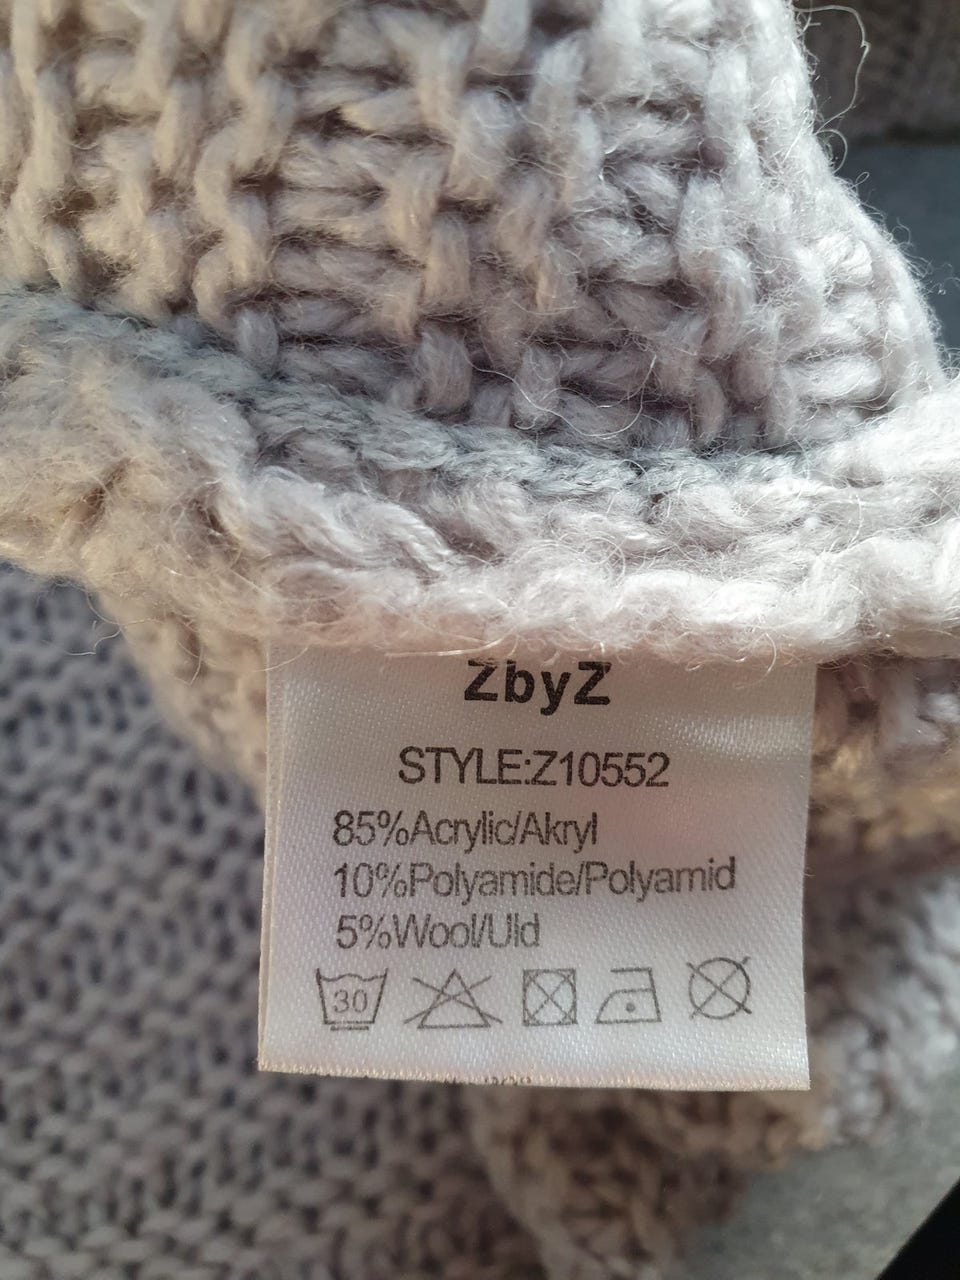 ZbyZ
STYLE:Z10552
85%Acrylic/Akryl
10%Polyamide/Polyamid
5%Wool/Uld
30